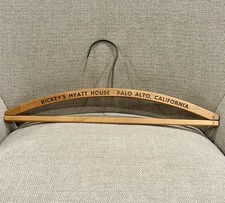 RICKEY'S HYATT HOUSE PALO ALTO, CALIFORNIA